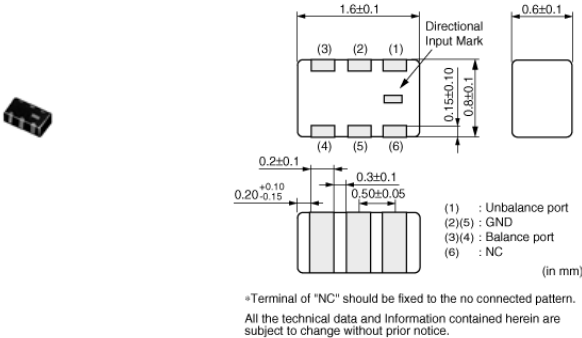 1.6±0.1
0.6±0.1
Directional
Input Mark
(3) (2) (1)
0.15±0.10
0.8±0.1
(4) (5) (6)
0.2±0.1
0.3±0.1
0.20 +0.10 -0.15
0.50±0.05
(1) : Unbalance port
(2)(5) : GND
(3)(4) : Balance port
(6) : NC
(in mm)
*Terminal of "NC" should be fixed to the no connected pattern.
All the technical data and Information contained herein are
subject to change without prior notice.